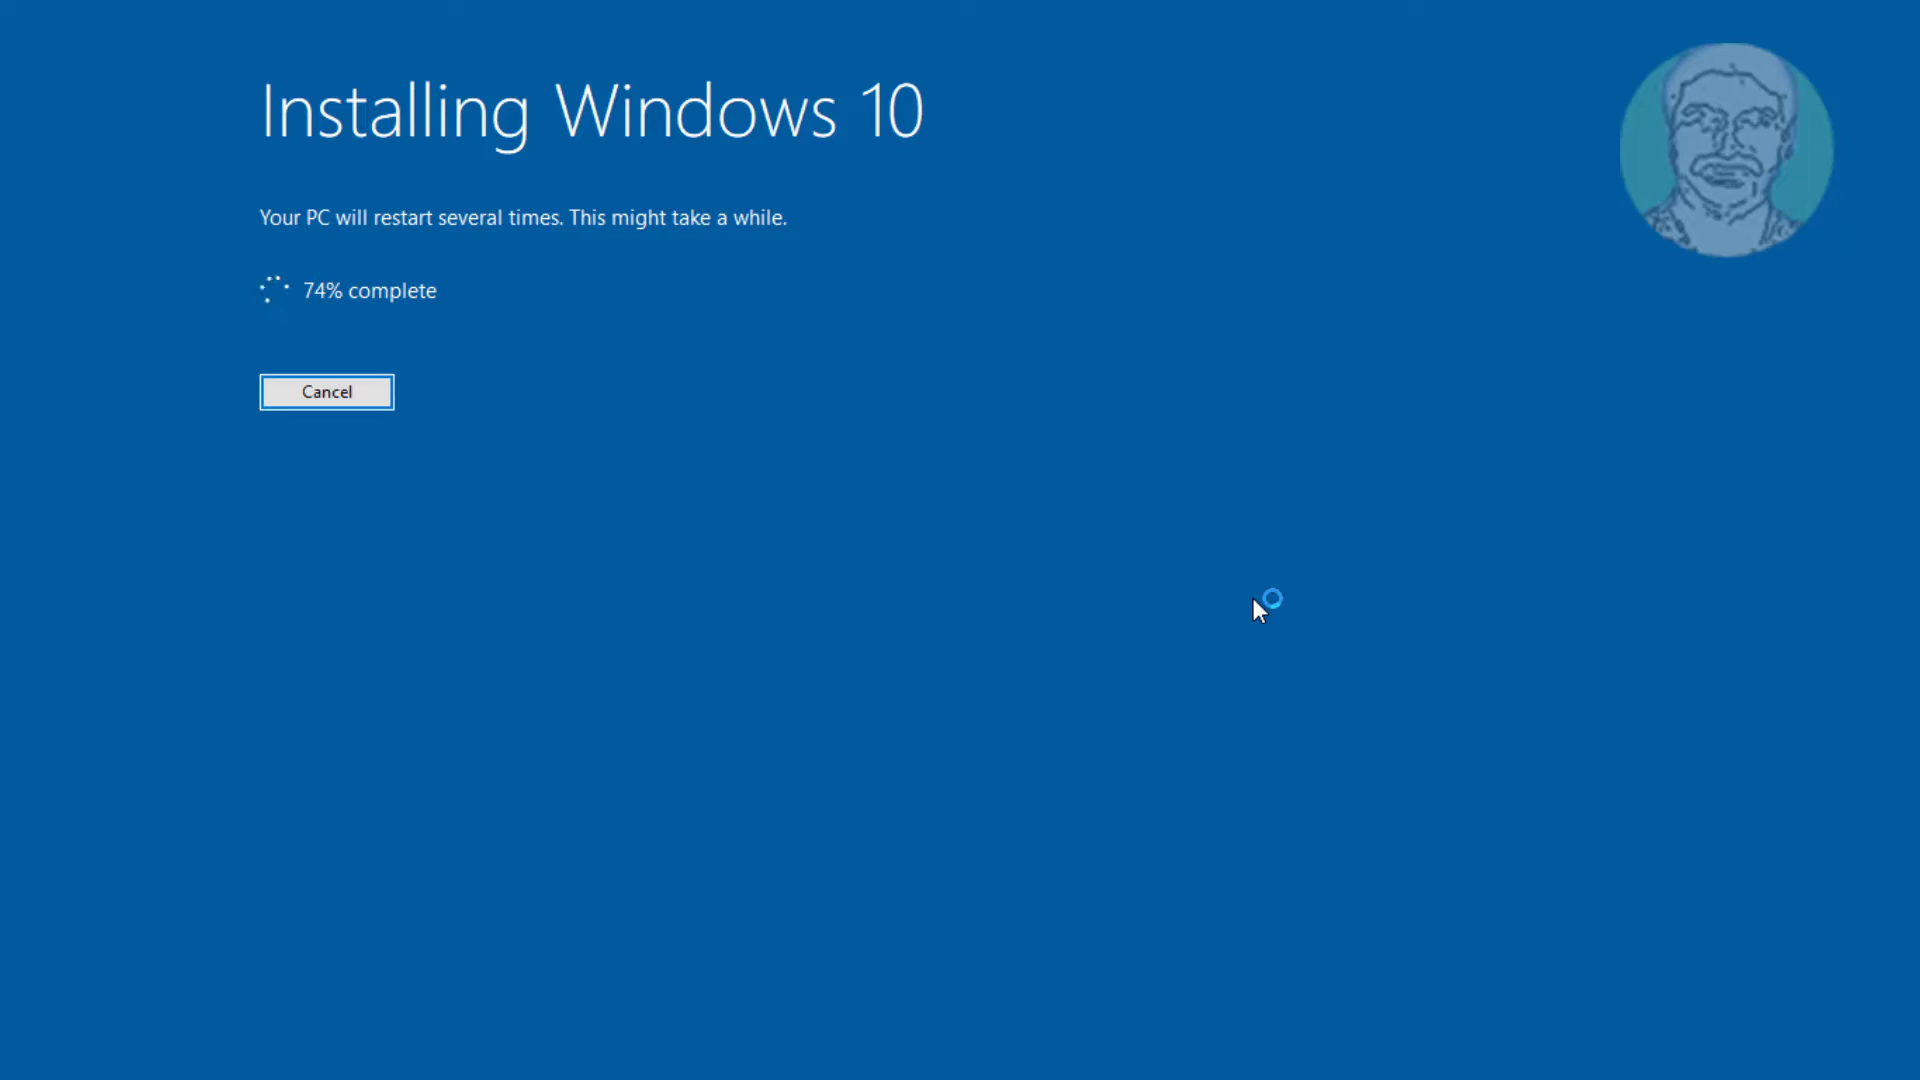 Installing Windows 10
Your PC will restart several times. This might take a while.
74% complete
Cancel